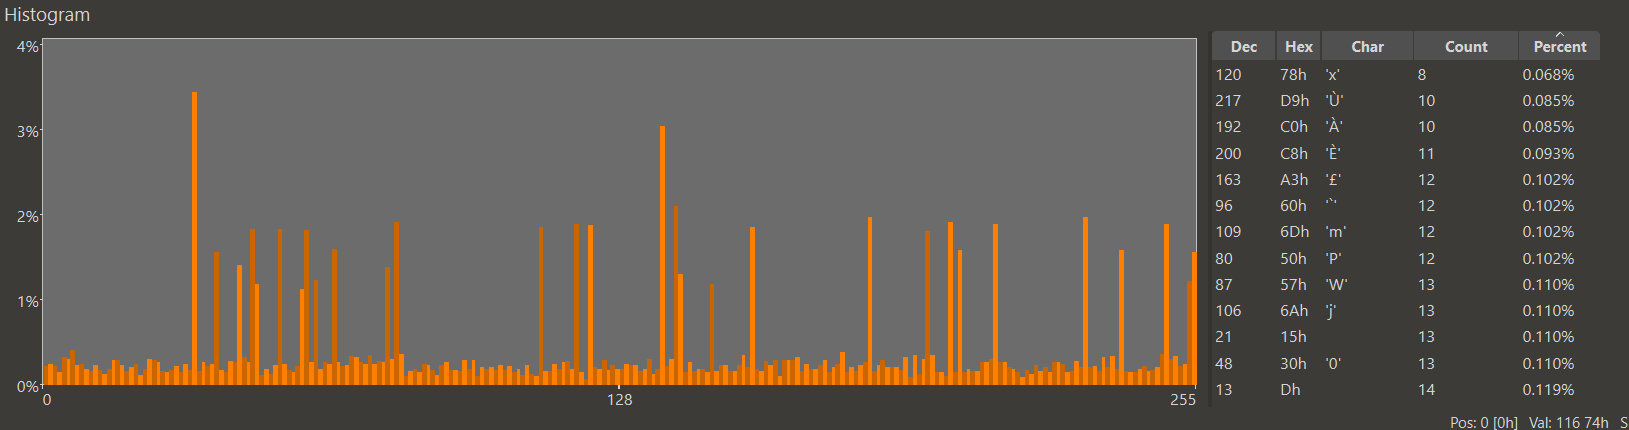 Histogram
4%
3%
2%
1%
0%
0 128 255
Dec Hex Char Count Percent
120 78h 'x' 8 0.068%
217 D9h 'Ù' 10 0.085%
192 C0h 'À' 10 0.085%
200 C8h 'È' 11 0.093%
163 A3h '£' 12 0.102%
96 60h '`' 12 0.102%
109 6Dh 'm' 12 0.102%
80 50h 'P' 12 0.102%
87 57h 'W' 13 0.110%
106 6Ah 'j' 13 0.110%
21 15h 13 0.110%
48 30h '0' 13 0.110%
13 Dh 14 0.119%
Pos: 0 [0h] Val: 116 74h S